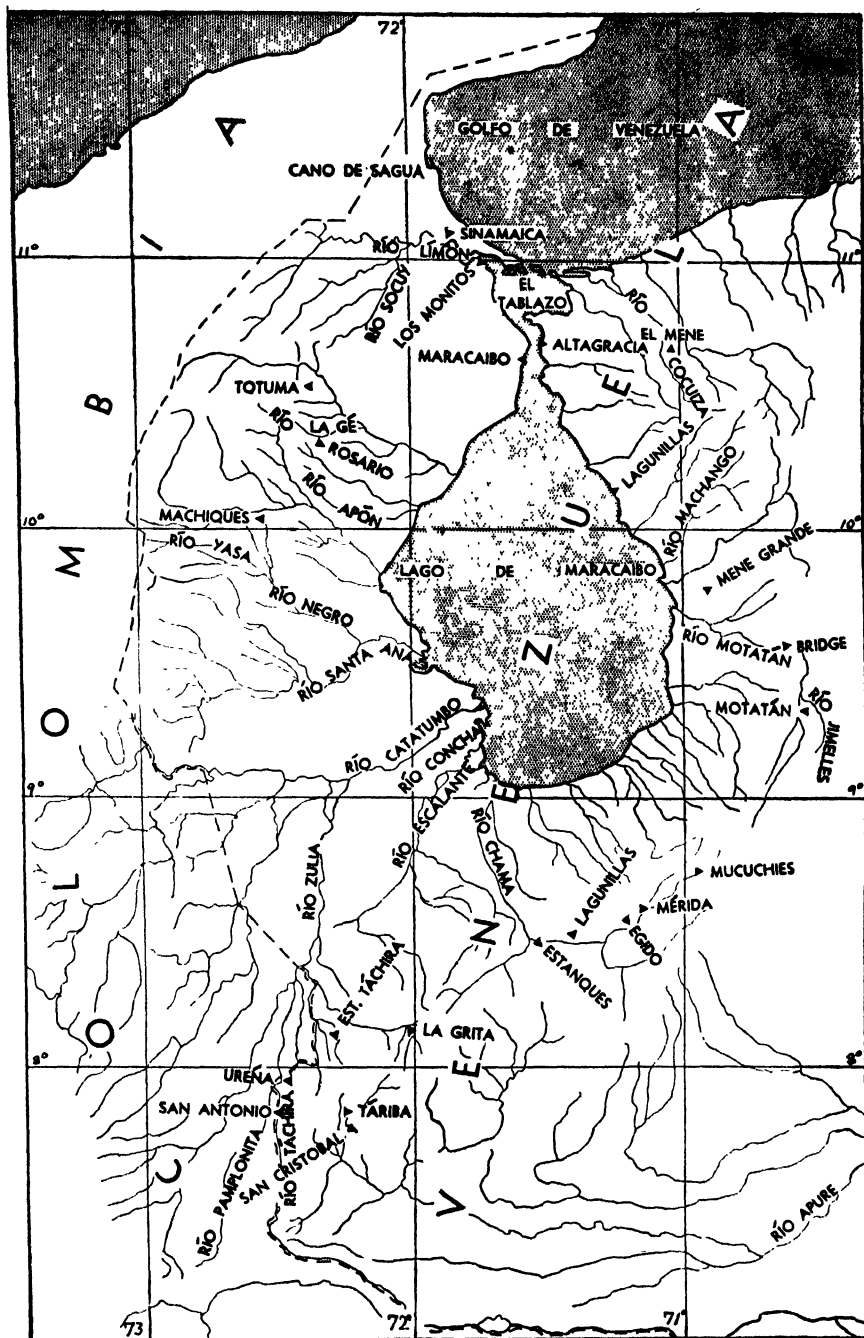 72°
GOLFO DE VENEZUELA
CANO DE SAGUA
SINAMAICA
11°
RÍO LIMÓN
11°
RÍO SOCUY
LOS MONITOS
EL
TABLAZO
RÍO
COCUIZA
EL MENE
MARACAIBO
ALTAGRACIA
TOTUMA
RÍO
LA GÉ
ROSARIO
LAGUNILLAS
RÍO APÓN
RÍO MACHANGO
MACHIQUES
10°
10°
RÍO YASA
LAGO DE MARACAIBO
MENE GRANDE
RÍO NEGRO
RÍO SANTA ANA
RÍO MOTATÁN
BRIDGE
MOTATÁN
RÍO
JIMELLES
RÍO CATATUMBO
RÍO CONCHA
RÍO ESCALANTE
9°
9°
RÍO CHAMA
RÍO ZULIA
LAGUNILLAS
MUCUCHIES
MÉRIDA
EGIDO
ESTANQUES
EST. TÁCHIRA
LA GRITA
8°
8°
UREÑA
SAN ANTONIO
TÁRIBA
SAN CRISTOBAL
RÍO PAMPLONITA
RÍO TÁCHIRA
RÍO APURE
73
72°
71°
COLOMBIA
VENEZUELA